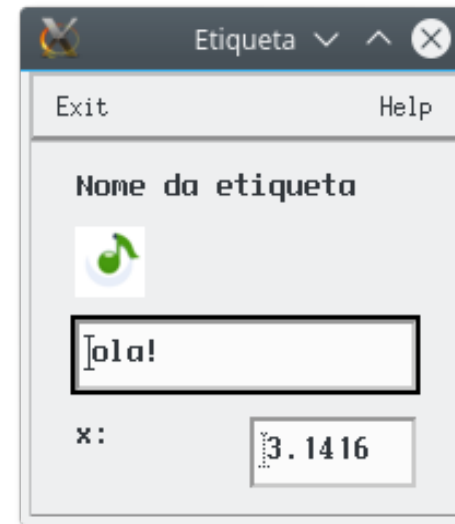 Etiqueta
Exit Help
Nome da etiqueta
ola!
x: 3.1416